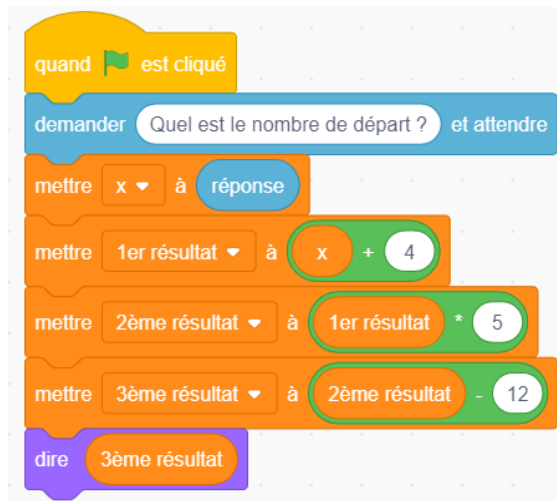 quand est cliqué
demander Quel est le nombre de départ ? et attendre
mettre x à réponse
mettre 1er résultat à x + 4
mettre 2ème résultat à 1er résultat * 5
mettre 3ème résultat à 2ème résultat - 12
dire 3ème résultat